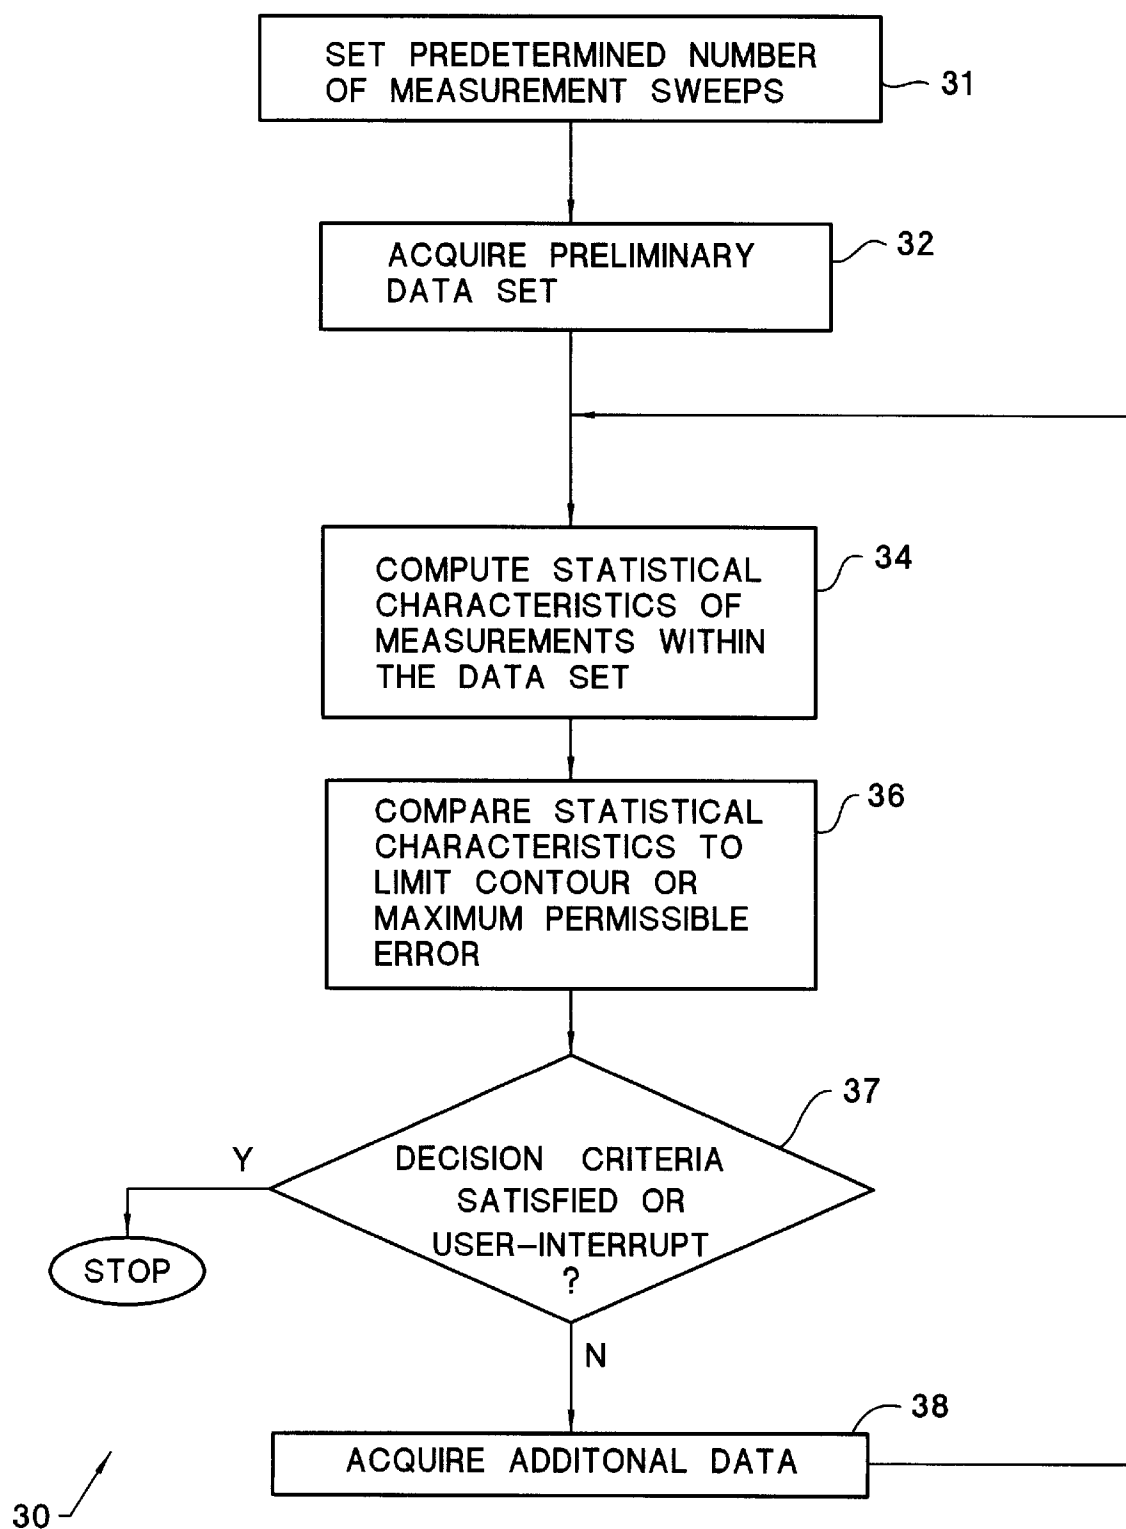 SET PREDETERMINED NUMBER
OF MEASUREMENT SWEEPS
31
ACQUIRE PRELIMINARY
DATA SET
32
COMPUTE STATISTICAL
CHARACTERISTICS OF
MEASUREMENTS WITHIN
THE DATA SET
34
COMPARE STATISTICAL
CHARACTERISTICS TO
LIMIT CONTOUR OR
MAXIMUM PERMISSIBLE
ERROR
36
DECISION CRITERIA
SATISFIED OR
USER-INTERRUPT
?
37
Y
STOP
N
ACQUIRE ADDITONAL DATA
38
30